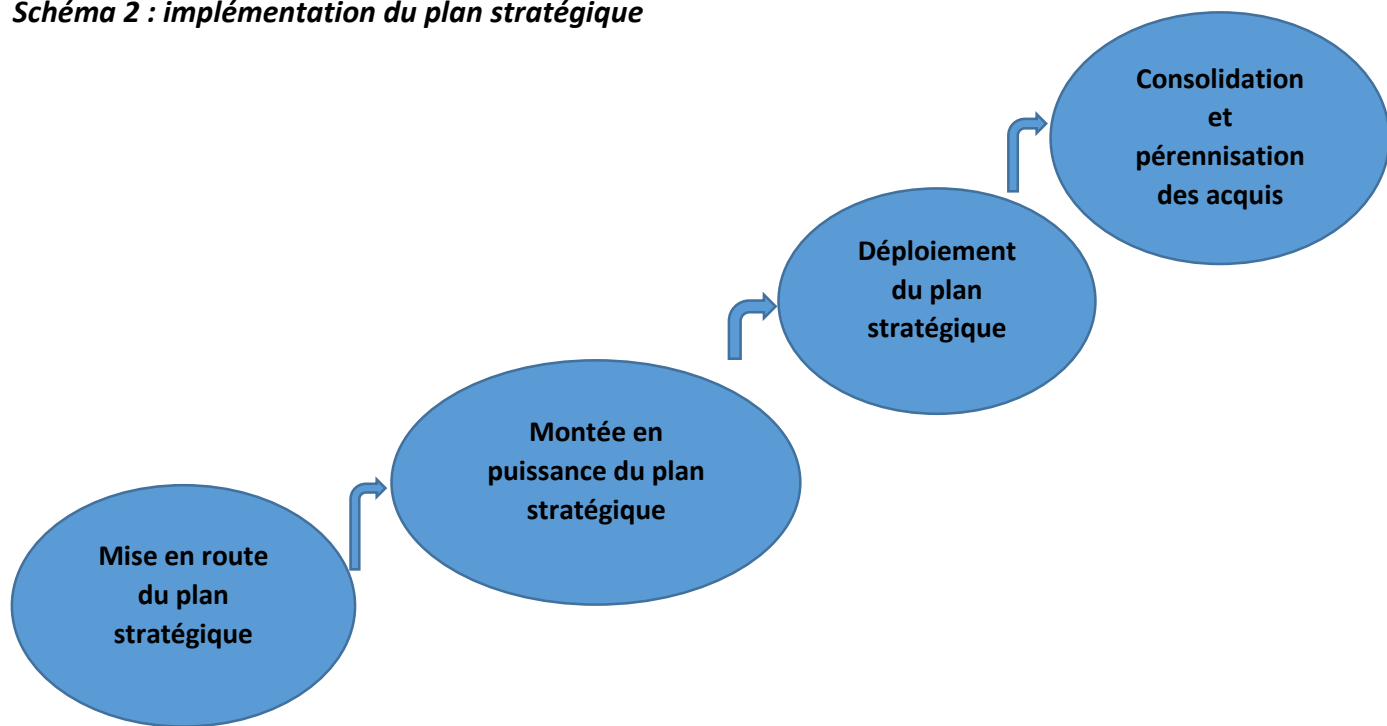 Schéma 2 : implémentation du plan stratégique
Consolidation
et
pérennisation
des acquis
Déploiement
du plan
stratégique
Montée en
puissance du plan
stratégique
Mise en route
du plan
stratégique